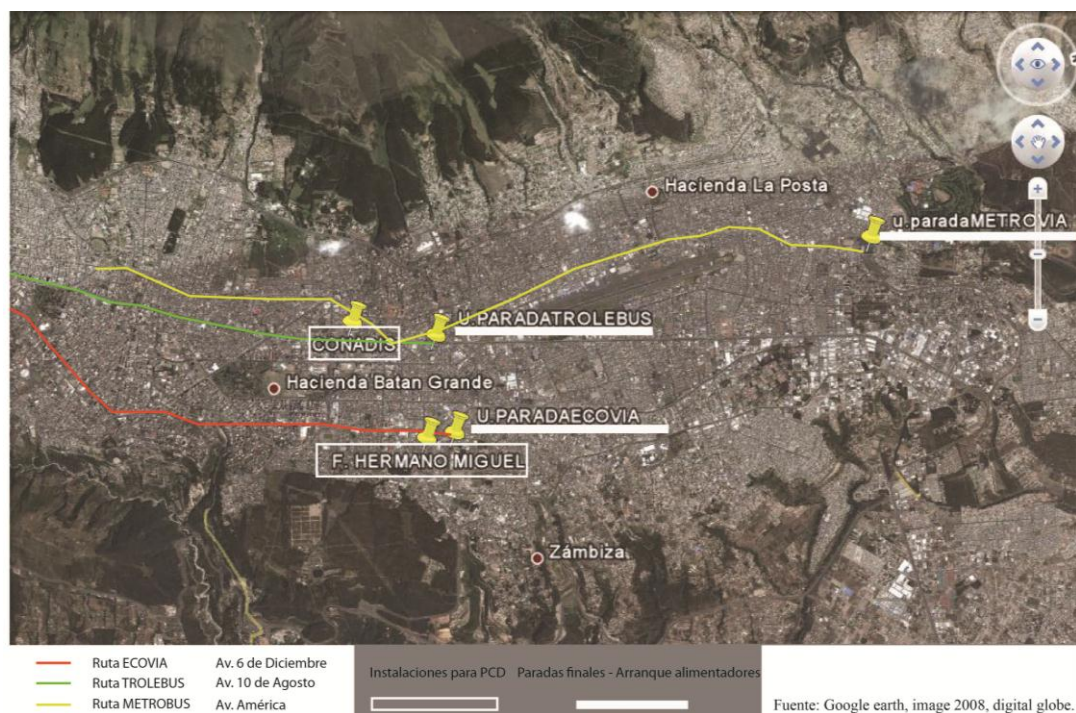 Hacienda La Posta
u.paradaMETROVIA
U.PARADATROLEBUS
CONADIS
Hacienda Batan Grande
U.PARADAECOVIA
F. HERMANO MIGUEL
Zámbiza
Ruta ECOVIA Av. 6 de Diciembre
Ruta TROLEBUS Av. 10 de Agosto
Ruta METROBUS Av. América
Instalaciones para PCD Paradas finales - Arranque alimentadores
Fuente: Google earth, image 2008, digital globe.